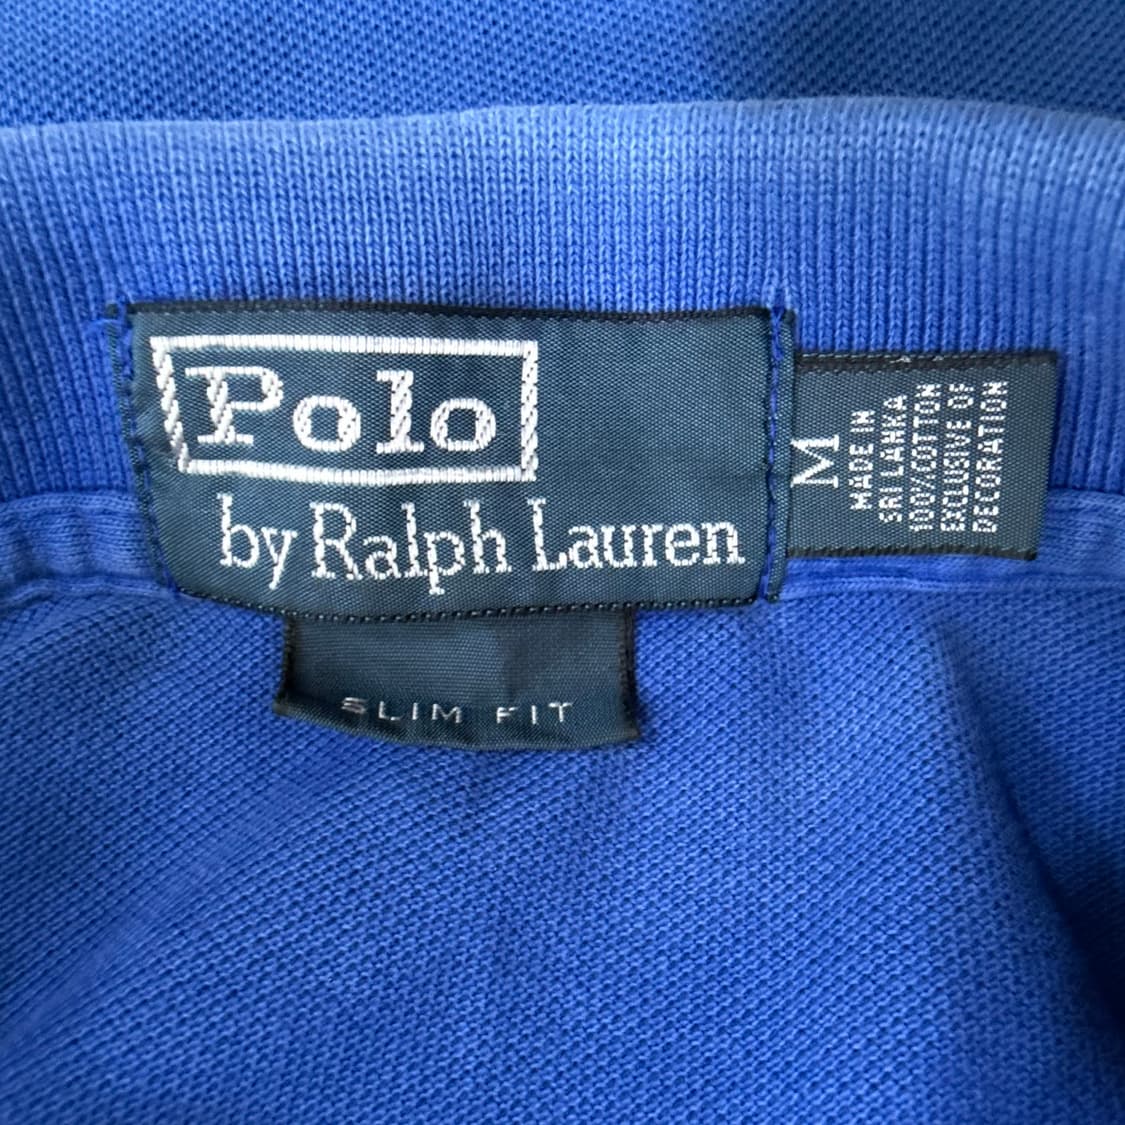 Polo
by Ralph Lauren
M
MADE IN
SRI LANKA
100% COTTON
EXCLUSIVE OF
DECORATION
SLIM FIT